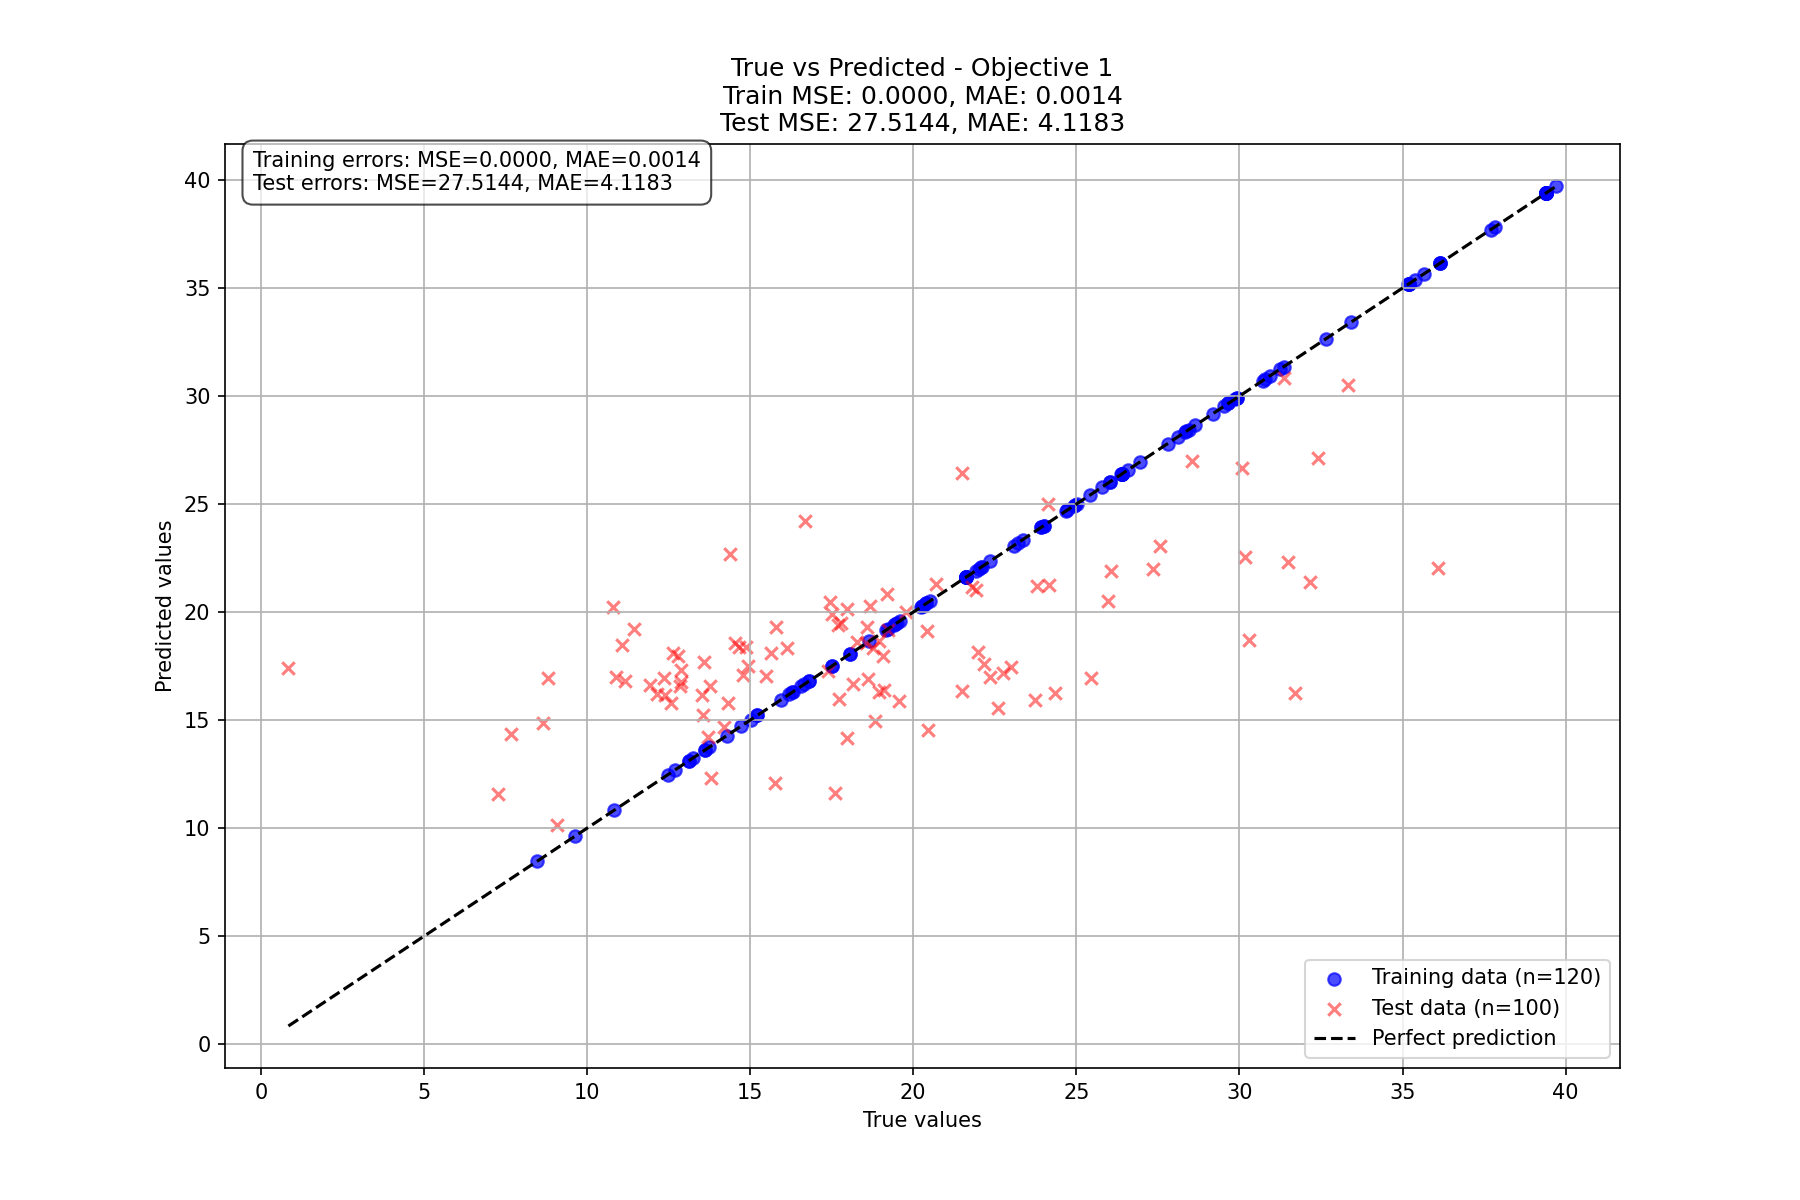 True vs Predicted - Objective 1
Train MSE: 0.0000, MAE: 0.0014
Test MSE: 27.5144, MAE: 4.1183
Training errors: MSE=0.0000, MAE=0.0014
Test errors: MSE=27.5144, MAE=4.1183
40
35
30
25
20
15
10
5
0
Predicted values
Training data (n=120)
Test data (n=100)
Perfect prediction
0 5 10 15 20 25 30 35 40
True values